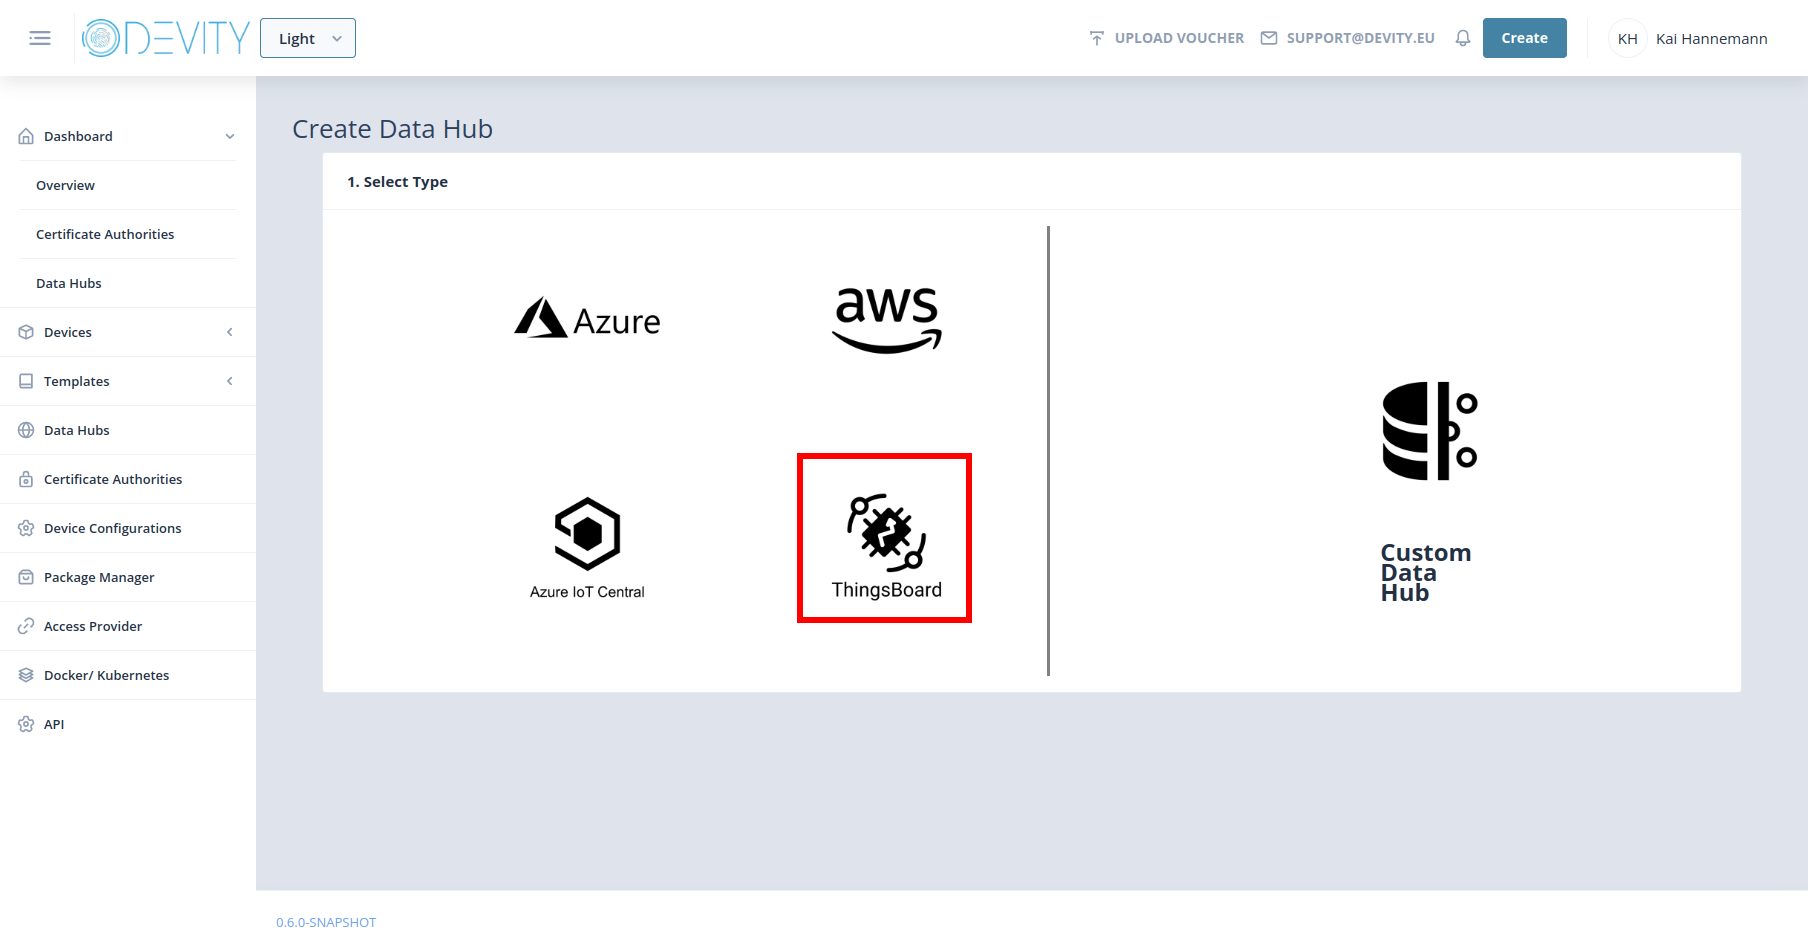 DEVITY
Light
UPLOAD VOUCHER
SUPPORT@DEVITY.EU
Create
KH
Kai Hannemann
Dashboard
Overview
Certificate Authorities
Data Hubs
Devices
Templates
Data Hubs
Certificate Authorities
Device Configurations
Package Manager
Access Provider
Docker/ Kubernetes
API
Create Data Hub
1. Select Type
Azure
aws
Azure IoT Central
ThingsBoard
Custom
Data
Hub
0.6.0-SNAPSHOT